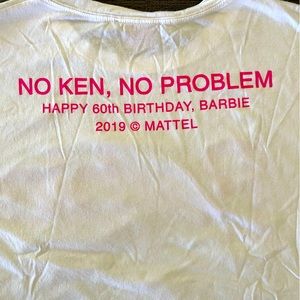 NO KEN, NO PROBLEM
HAPPY 60th BIRTHDAY, BARBIE
2019 © MATTEL